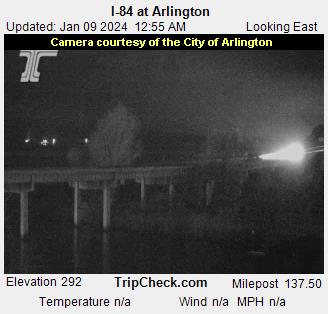 I-84 at Arlington
Updated: Jan 09 2024 12:55 AM Looking East
Camera courtesy of the City of Arlington
Elevation 292 TripCheck.com Milepost 137.50
Temperature n/a Wind n/a MPH n/a